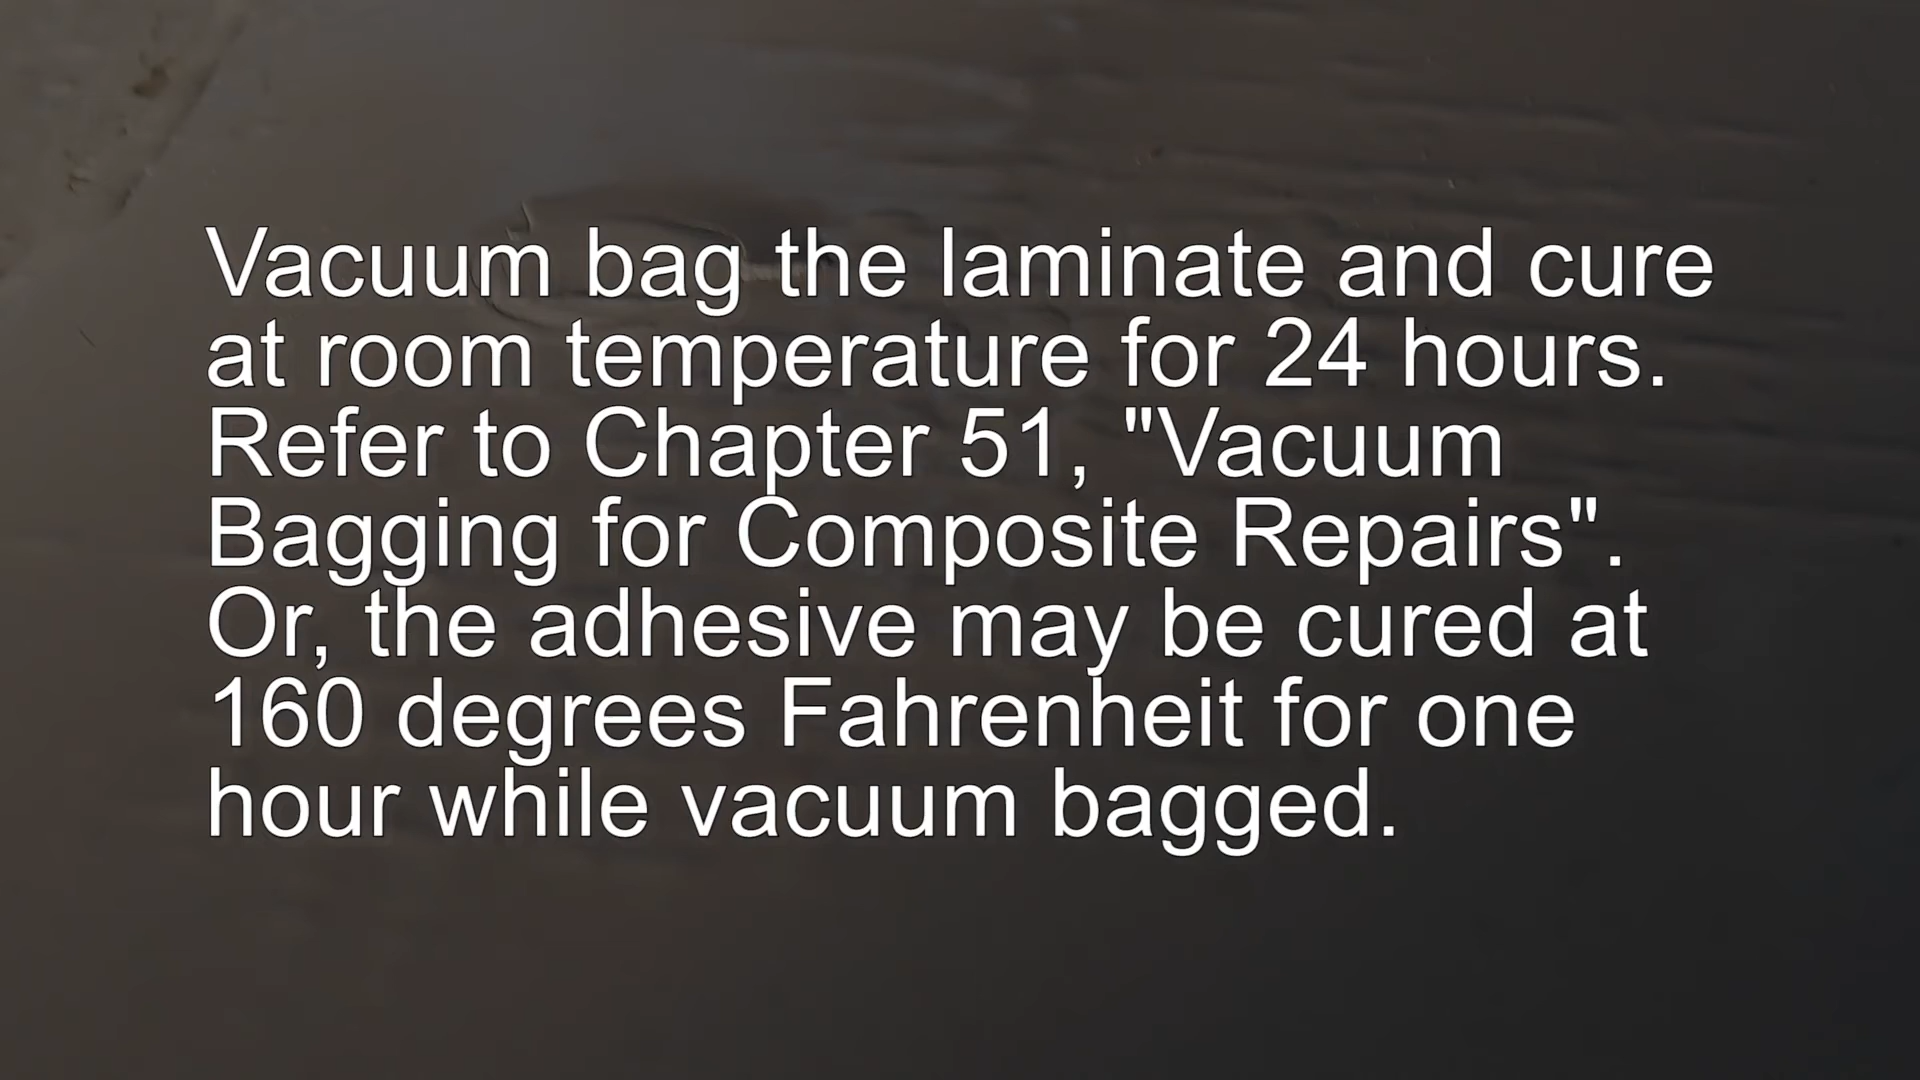 Vacuum bag the laminate and cure
at room temperature for 24 hours.
Refer to Chapter 51, "Vacuum
Bagging for Composite Repairs".
Or, the adhesive may be cured at
160 degrees Fahrenheit for one
hour while vacuum bagged.